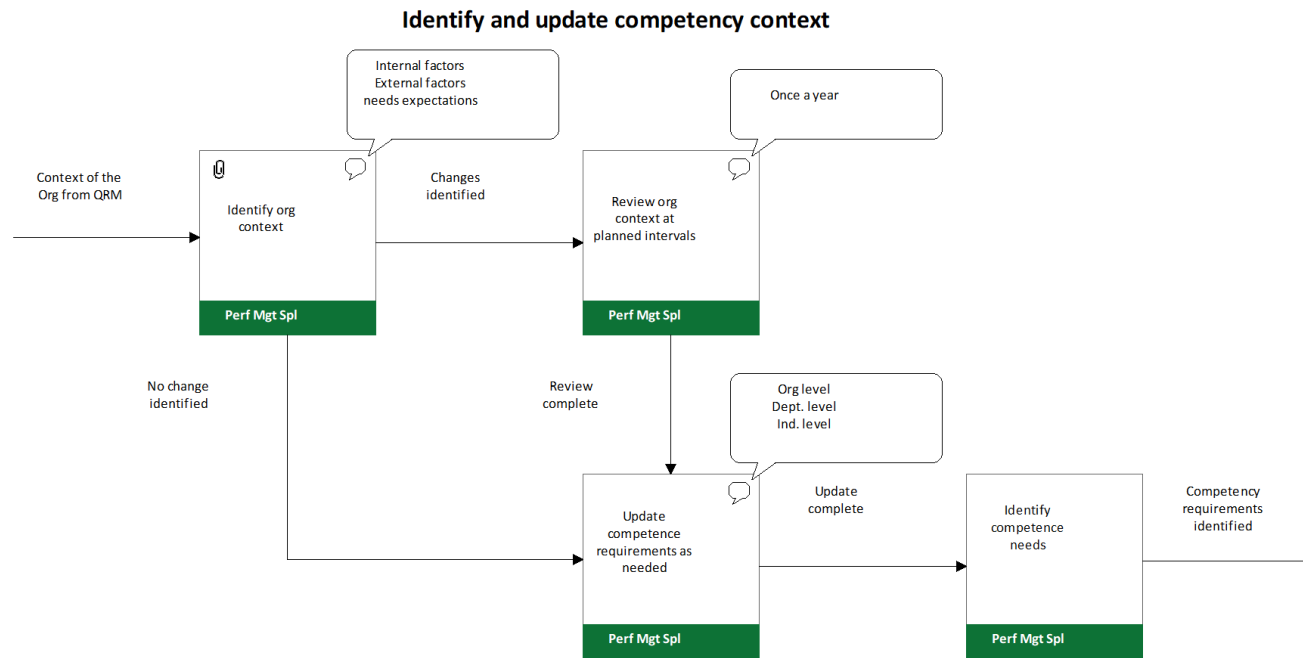 Identify and update competency context
Internal factors
External factors
needs expectations
Once a year
Context of the
Org from QRM
Identify org
context
Perf Mgt Spl
Changes
identified
Review org
context at
planned intervals
Perf Mgt Spl
No change
identified
Review
complete
Org level
Dept. level
Ind. level
Update
competence
requirements as
needed
Perf Mgt Spl
Update
complete
Identify
competence
needs
Perf Mgt Spl
Competency
requirements
identified